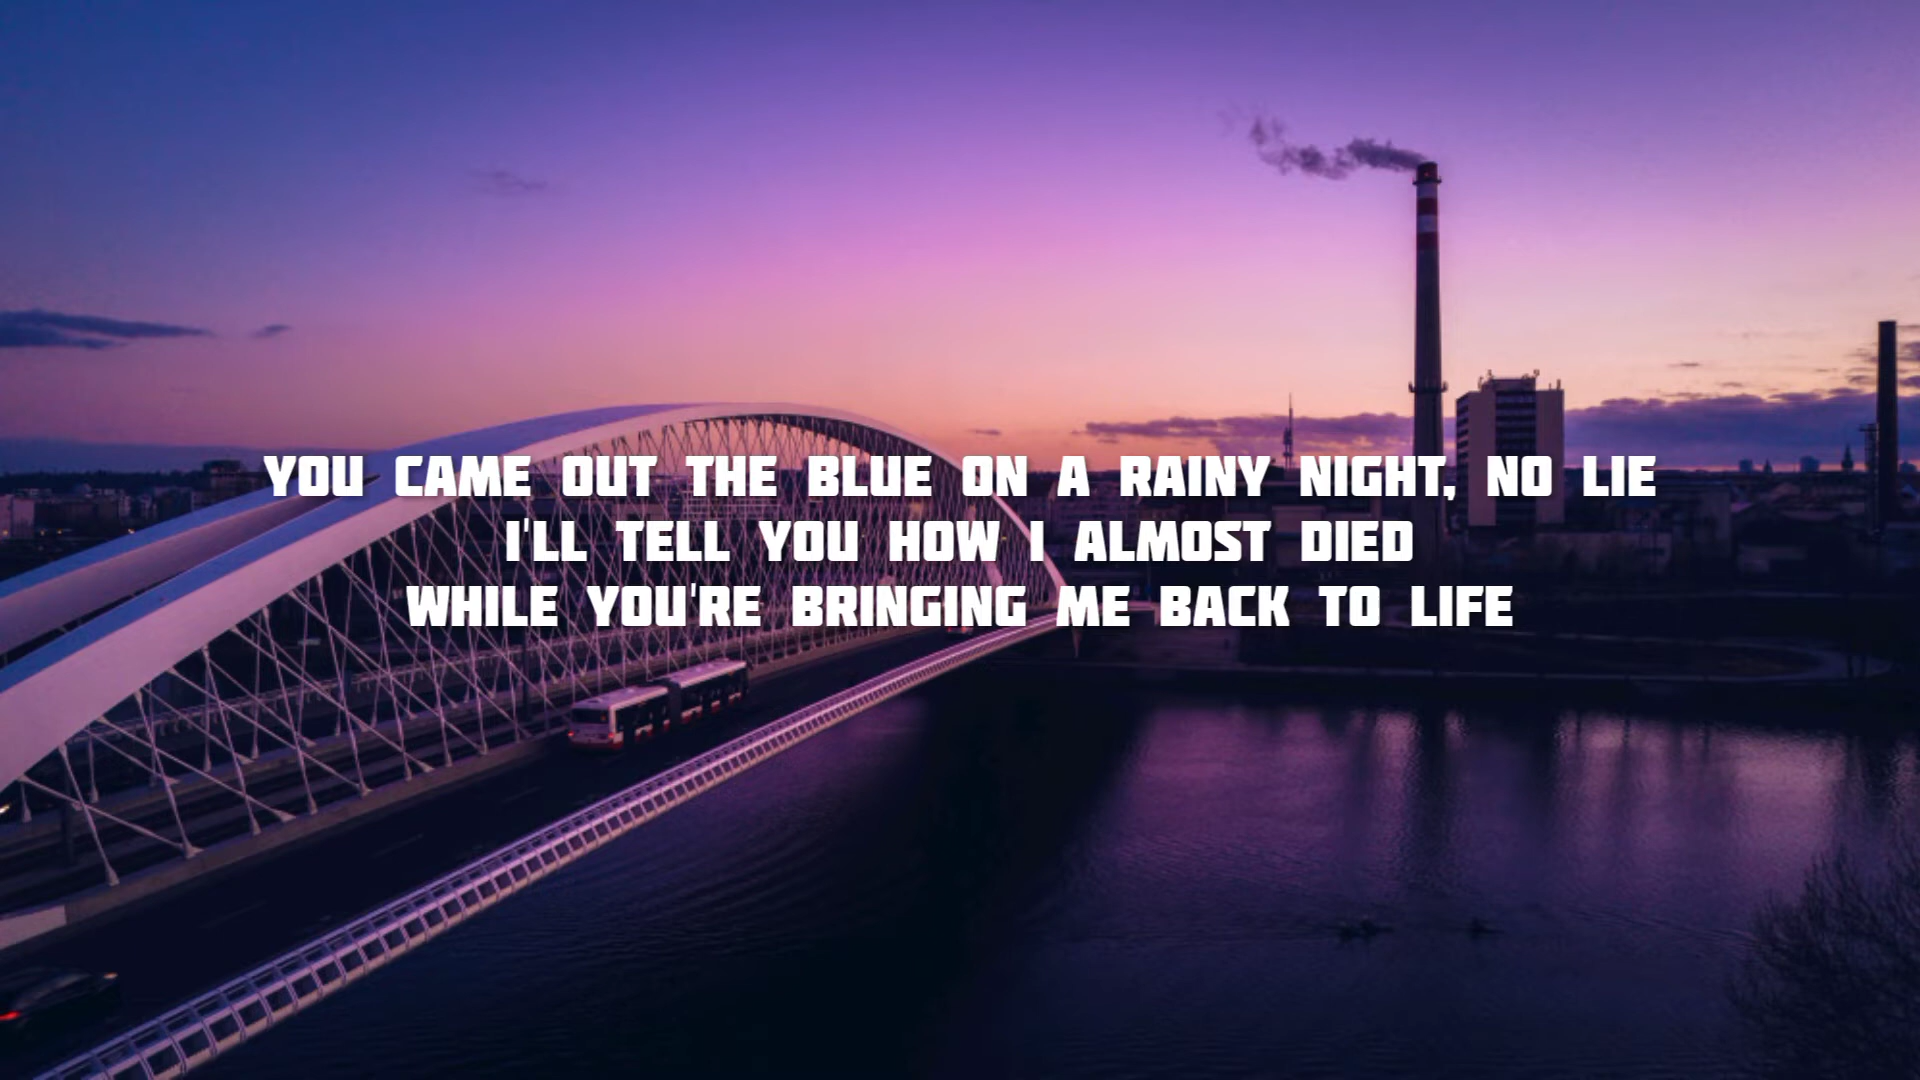 YOU CAME OUT THE BLUE ON A RAINY NIGHT, NO LIE
I'LL TELL YOU HOW I ALMOST DIED
WHILE YOU'RE BRINGING ME BACK TO LIFE